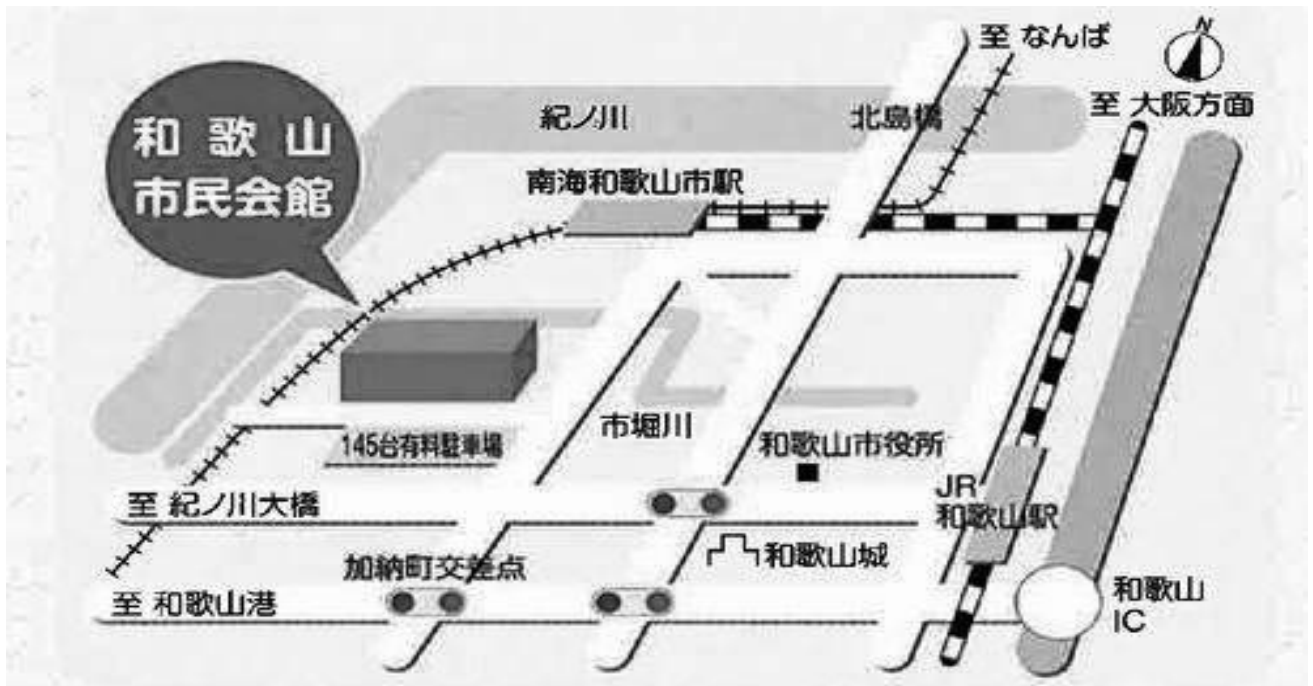 至 なんば
N
至 大阪方面
紀ノ川
北島橋
和歌山
市民会館
南海和歌山市駅
市堀川
145台有料駐車場
和歌山市役所
JR
和歌山駅
至 紀ノ川大橋
和歌山城
加納町交差点
至 和歌山港
和歌山
IC